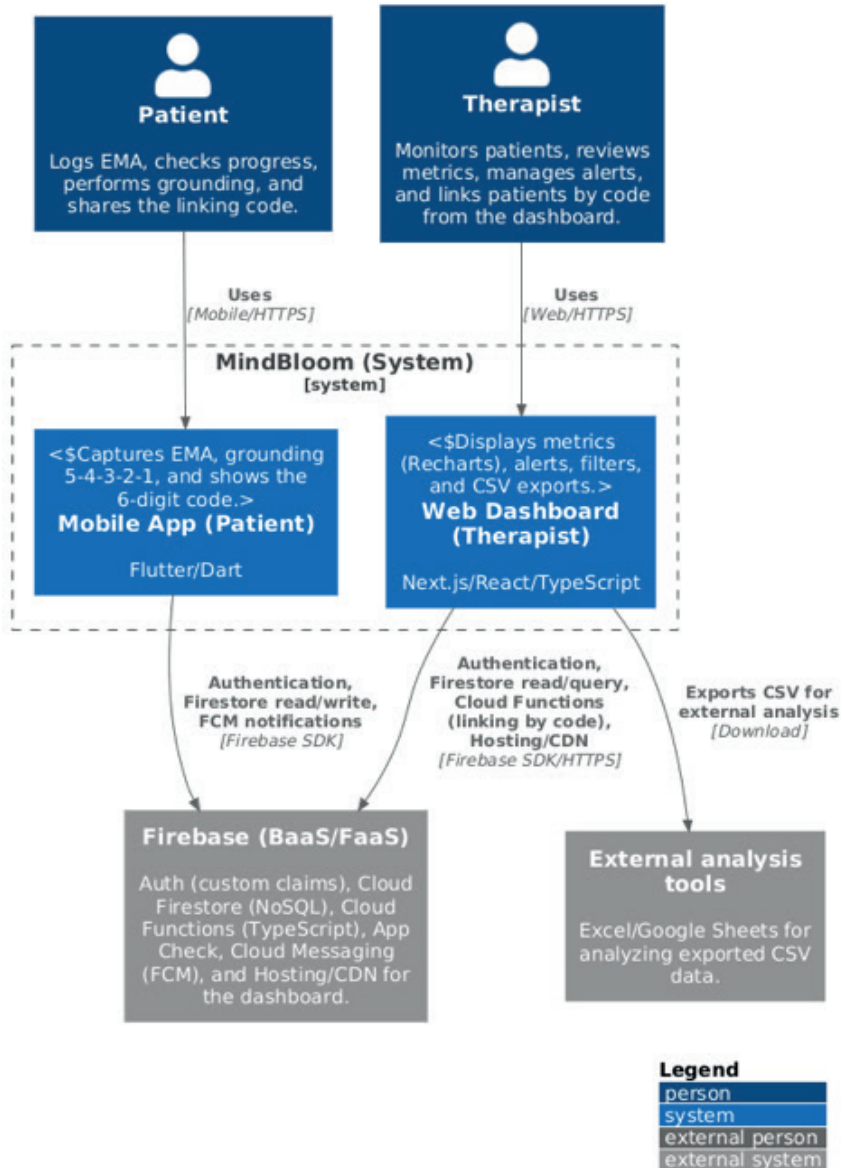 Patient
Logs EMA, checks progress,
performs grounding, and
shares the linking code.
Therapist
Monitors patients, reviews
metrics, manages alerts,
and links patients by code
from the dashboard.
Uses
[Mobile/HTTPS]
Uses
[Web/HTTPS]
MindBloom (System)
[system]
<$Captures EMA, grounding
5-4-3-2-1, and shows the
6-digit code.>
Mobile App (Patient)
Flutter/Dart
<$Displays metrics
(Recharts), alerts, filters,
and CSV exports.>
Web Dashboard
(Therapist)
Next.js/React/TypeScript
Authentication,
Firestore read/write,
FCM notifications
[Firebase SDK]
Authentication,
Firestore read/query,
Cloud Functions
(linking by code),
Hosting/CDN
[Firebase SDK/HTTPS]
Exports CSV for
external analysis
[Download]
Firebase (BaaS/FaaS)
Auth (custom claims), Cloud
Firestore (NoSQL), Cloud
Functions (TypeScript), App
Check, Cloud Messaging
(FCM), and Hosting/CDN for
the dashboard.
External analysis
tools
Excel/Google Sheets for
analyzing exported CSV
data.
Legend
person
system
external person
external system